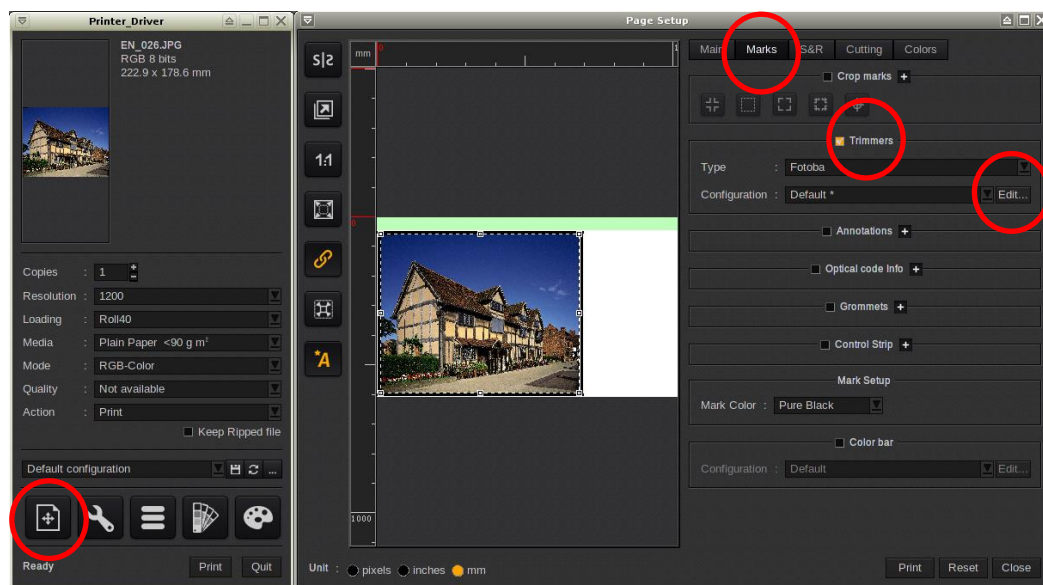 Printer_Driver
EN_026.JPG
RGB 8 bits
222.9 x 178.6 mm
Copies : 1
Resolution : 1200
Loading : Roll40
Media : Plain Paper <90 g m²
Mode : RGB-Color
Quality : Not available
Action : Print
Keep Ripped file
Default configuration ...
Ready Print Quit
Page Setup
S|S
1:1
*A
mm 0 1
0
1000
Unit : pixels inches mm
Main Marks S&R Cutting Colors
Crop marks +
Trimmers
Type : Fotoba
Configuration : Default * Edit...
Annotations +
Optical code Info +
Grommets +
Control Strip +
Mark Setup
Mark Color : Pure Black
Color bar
Configuration : Default Edit...
Print Reset Close